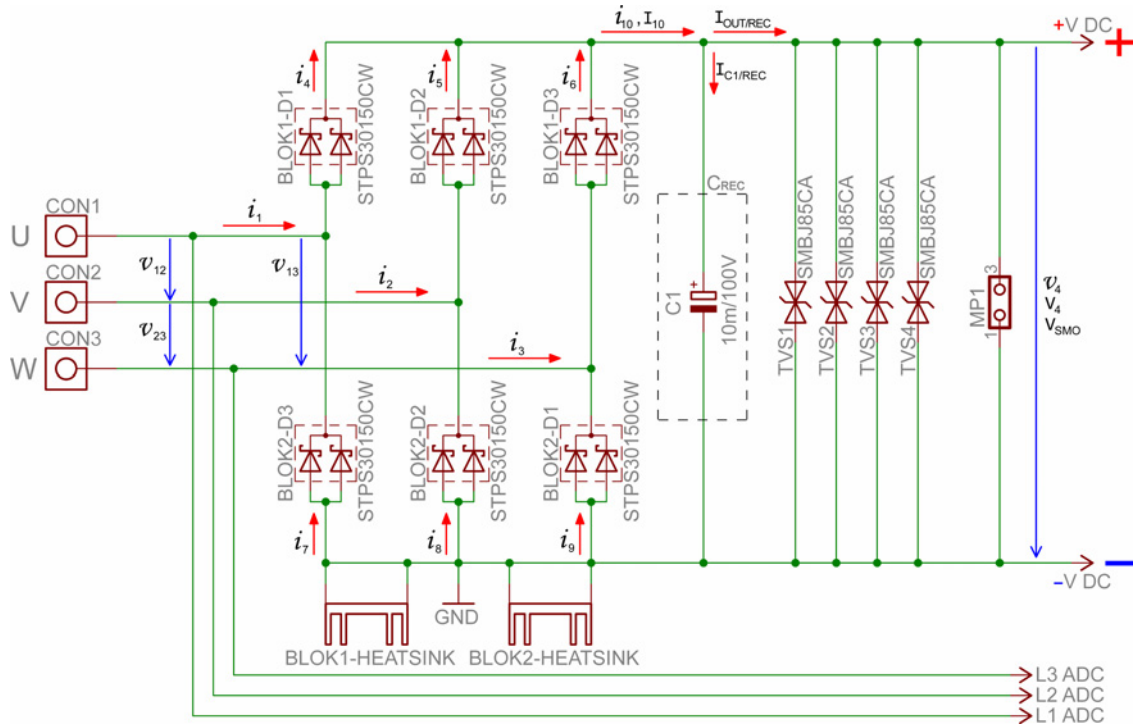 i10 , I10
IOUT/REC
+V DC
+
i4
i5
i6
IC1/REC
BLOK1-D1
STPS30150CW
BLOK1-D2
STPS30150CW
BLOK1-D3
STPS30150CW
CREC
CON1
U
i1
CON2
V
v12
v13
i2
CON3
W
v23
i3
+
C1
10m/100V
TVS1
SMBJ85CA
TVS2
SMBJ85CA
TVS3
SMBJ85CA
TVS4
SMBJ85CA
MP1
1
3
v4
V4
VSMO
BLOK2-D3
STPS30150CW
BLOK2-D2
STPS30150CW
BLOK2-D1
STPS30150CW
i7
i8
i9
−V DC
−
GND
BLOK1-HEATSINK
BLOK2-HEATSINK
L3 ADC
L2 ADC
L1 ADC